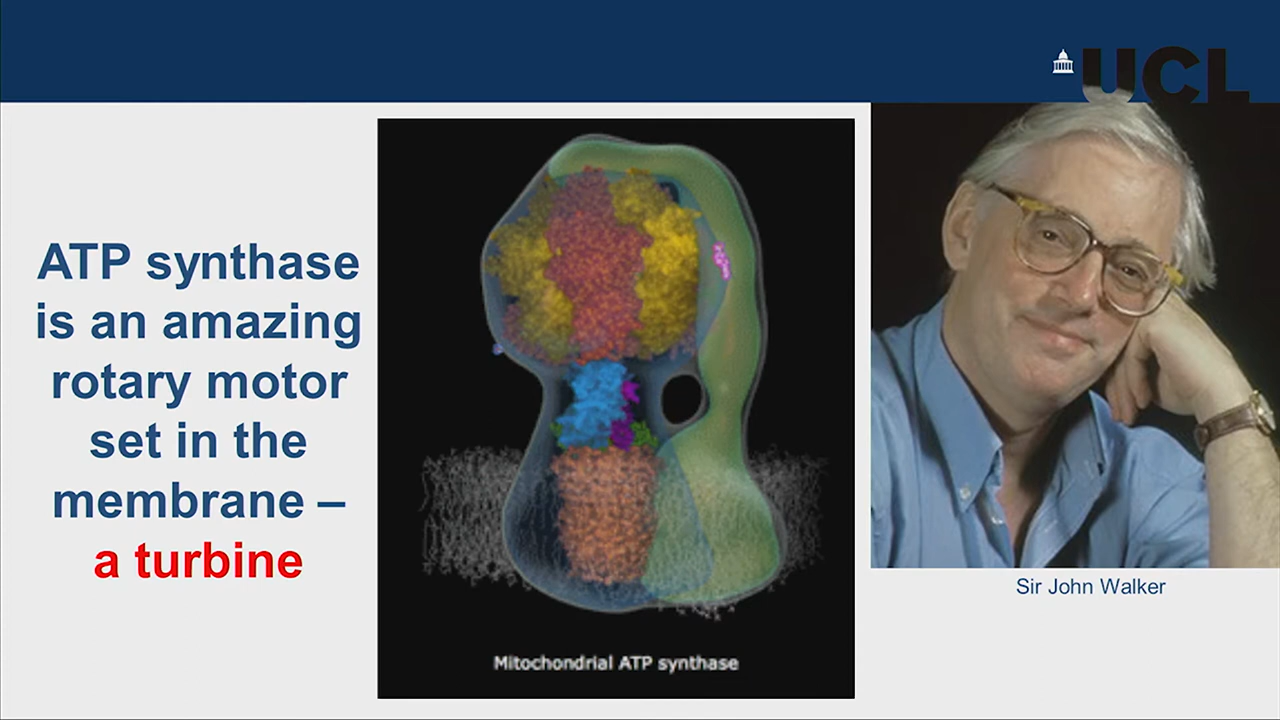 UCL
ATP synthase
is an amazing
rotary motor
set in the
membrane –
a turbine
Mitochondrial ATP synthase
Sir John Walker